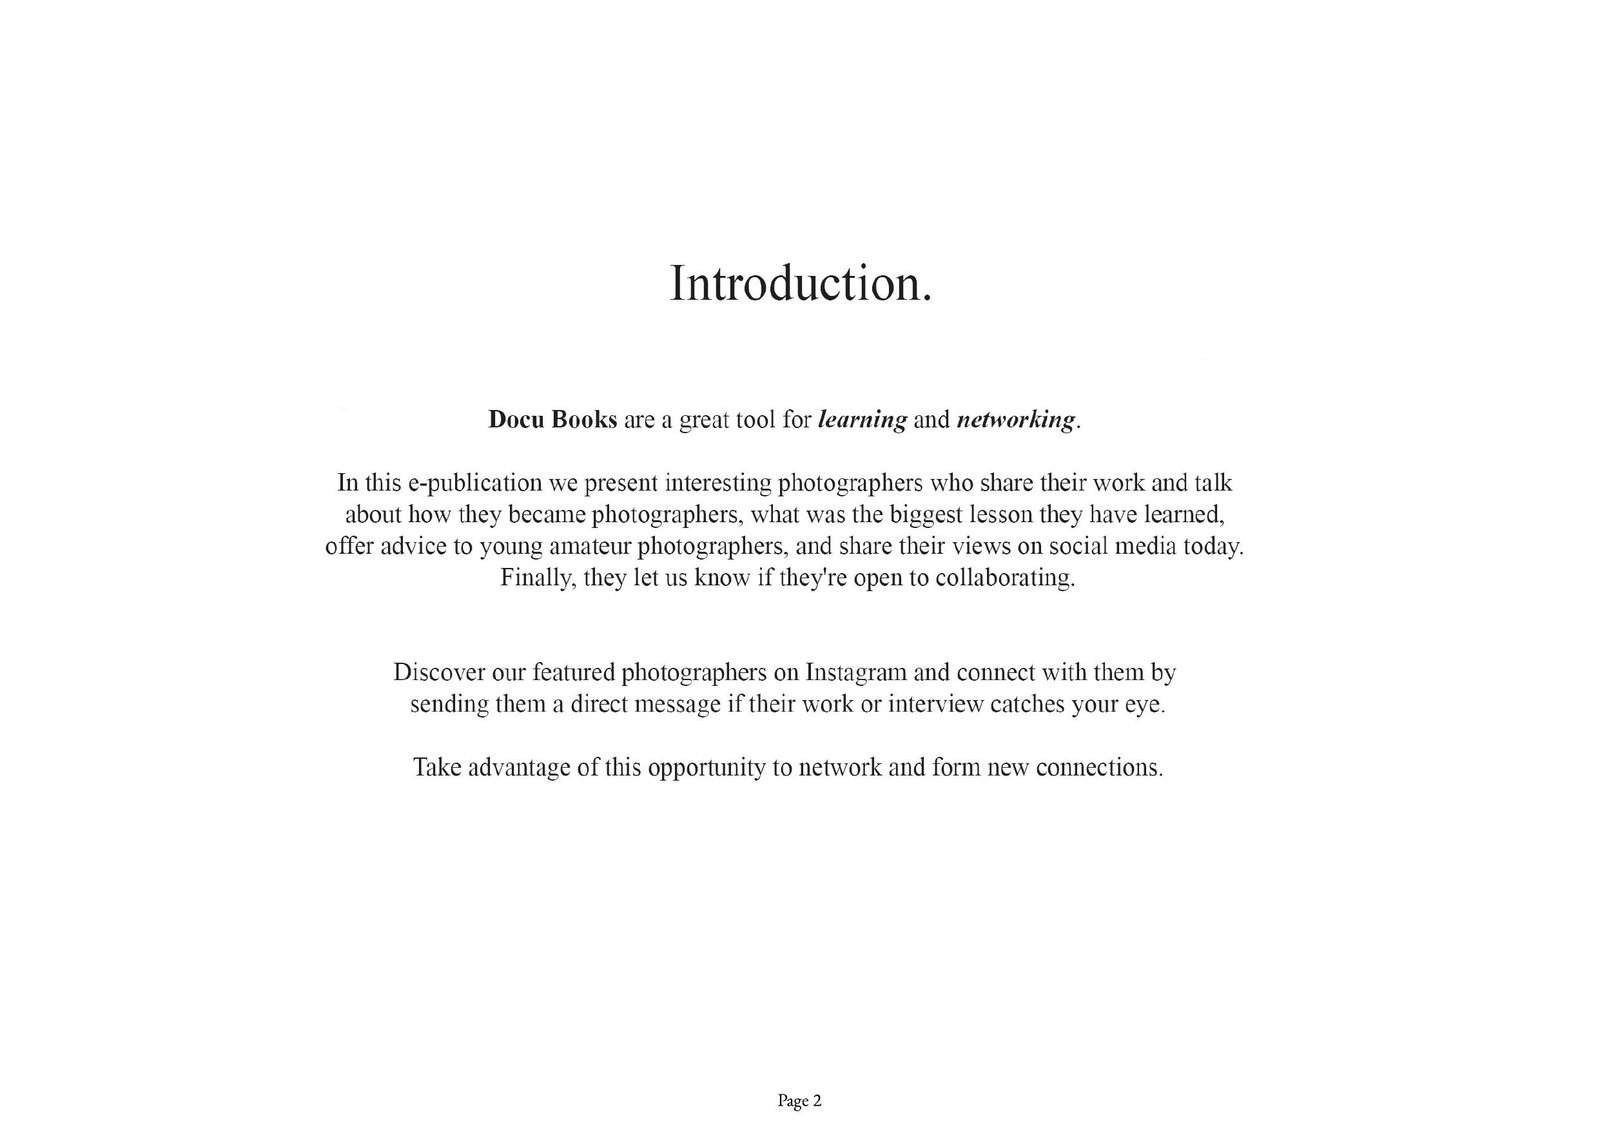 Introduction.
Docu Books are a great tool for learning and networking.
In this e-publication we present interesting photographers who share their work and talk
about how they became photographers, what was the biggest lesson they have learned,
offer advice to young amateur photographers, and share their views on social media today.
Finally, they let us know if they're open to collaborating.
Discover our featured photographers on Instagram and connect with them by
sending them a direct message if their work or interview catches your eye.
Take advantage of this opportunity to network and form new connections.
Page 2